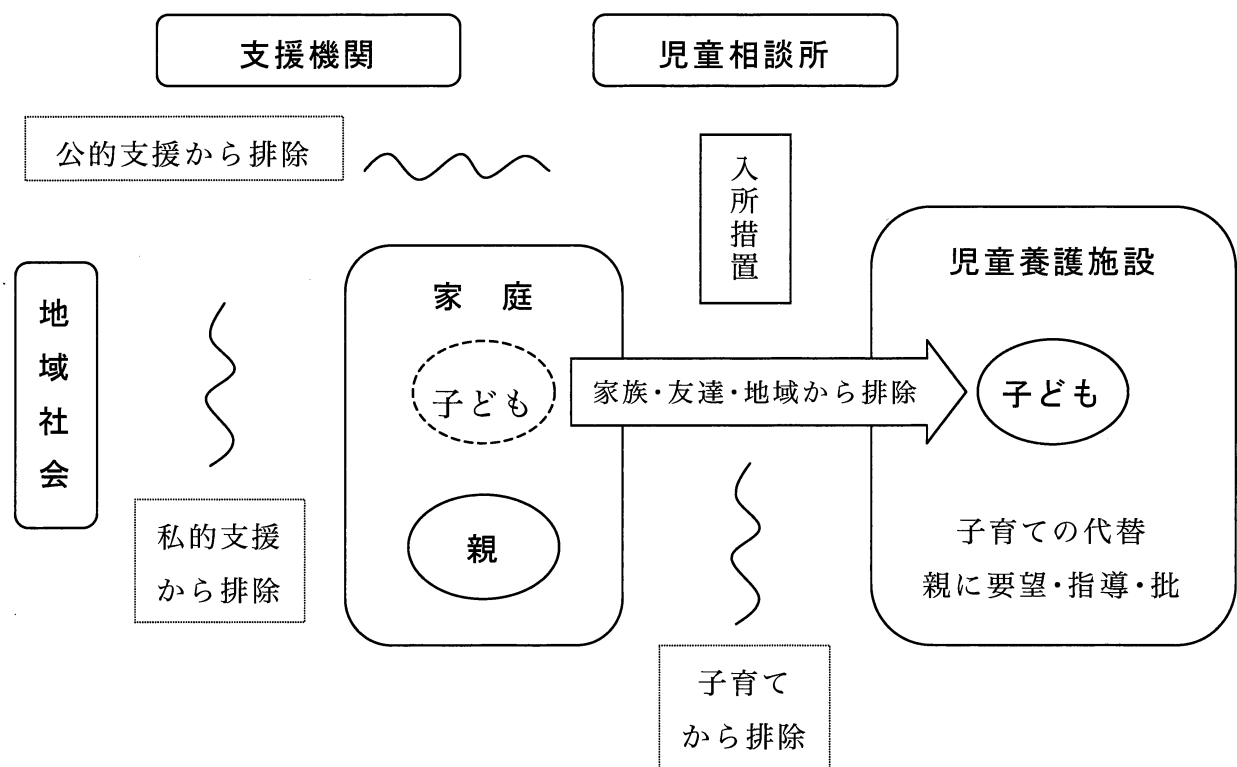 支援機関
児童相談所
公的支援から排除
入所措置
児童養護施設
地域社会
家　庭
子ども
家族・友達・地域から排除
子ども
親
私的支援
から排除
子育ての代替
親に要望・指導・批
子育て
から排除